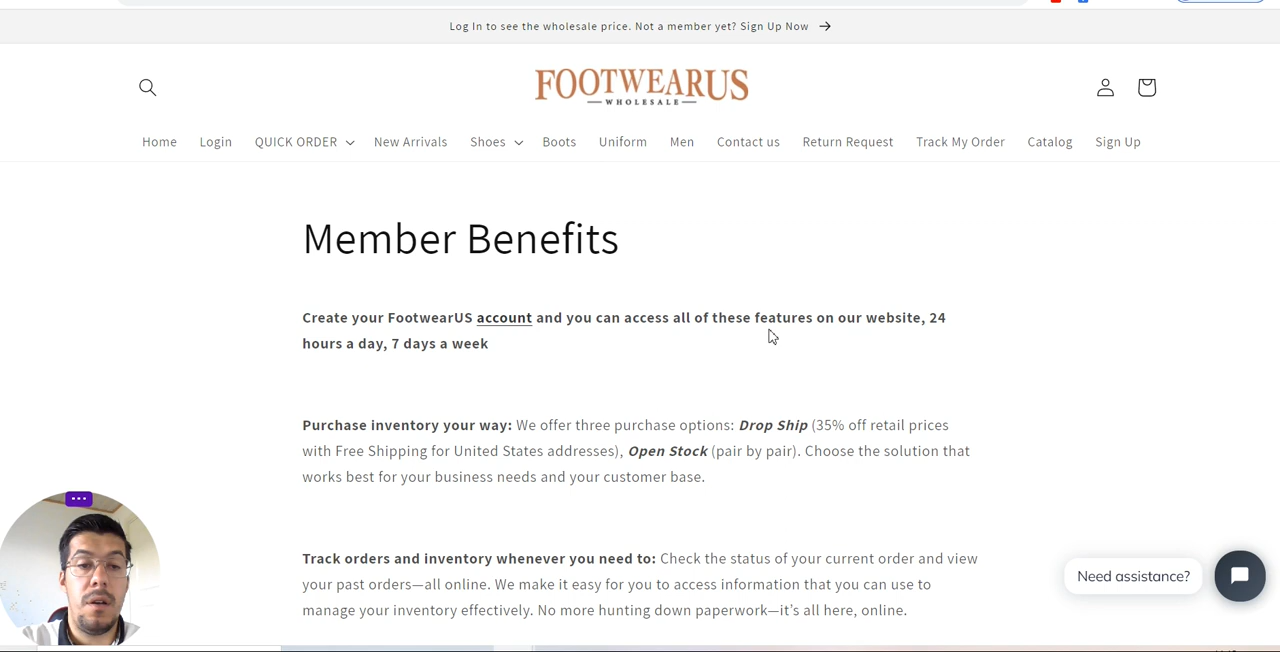 Log In to see the wholesale price. Not a member yet? Sign Up Now →
FOOTWEARUS
WHOLESALE
Home Login QUICK ORDER New Arrivals Shoes Boots Uniform Men Contact us Return Request Track My Order Catalog Sign Up
Member Benefits
Create your FootwearUS account and you can access all of these features on our website, 24
hours a day, 7 days a week
Purchase inventory your way: We offer three purchase options: Drop Ship (35% off retail prices
with Free Shipping for United States addresses), Open Stock (pair by pair). Choose the solution that
works best for your business needs and your customer base.
Track orders and inventory whenever you need to: Check the status of your current order and view
your past orders—all online. We make it easy for you to access information that you can use to
manage your inventory effectively. No more hunting down paperwork—it's all here, online.
Need assistance?